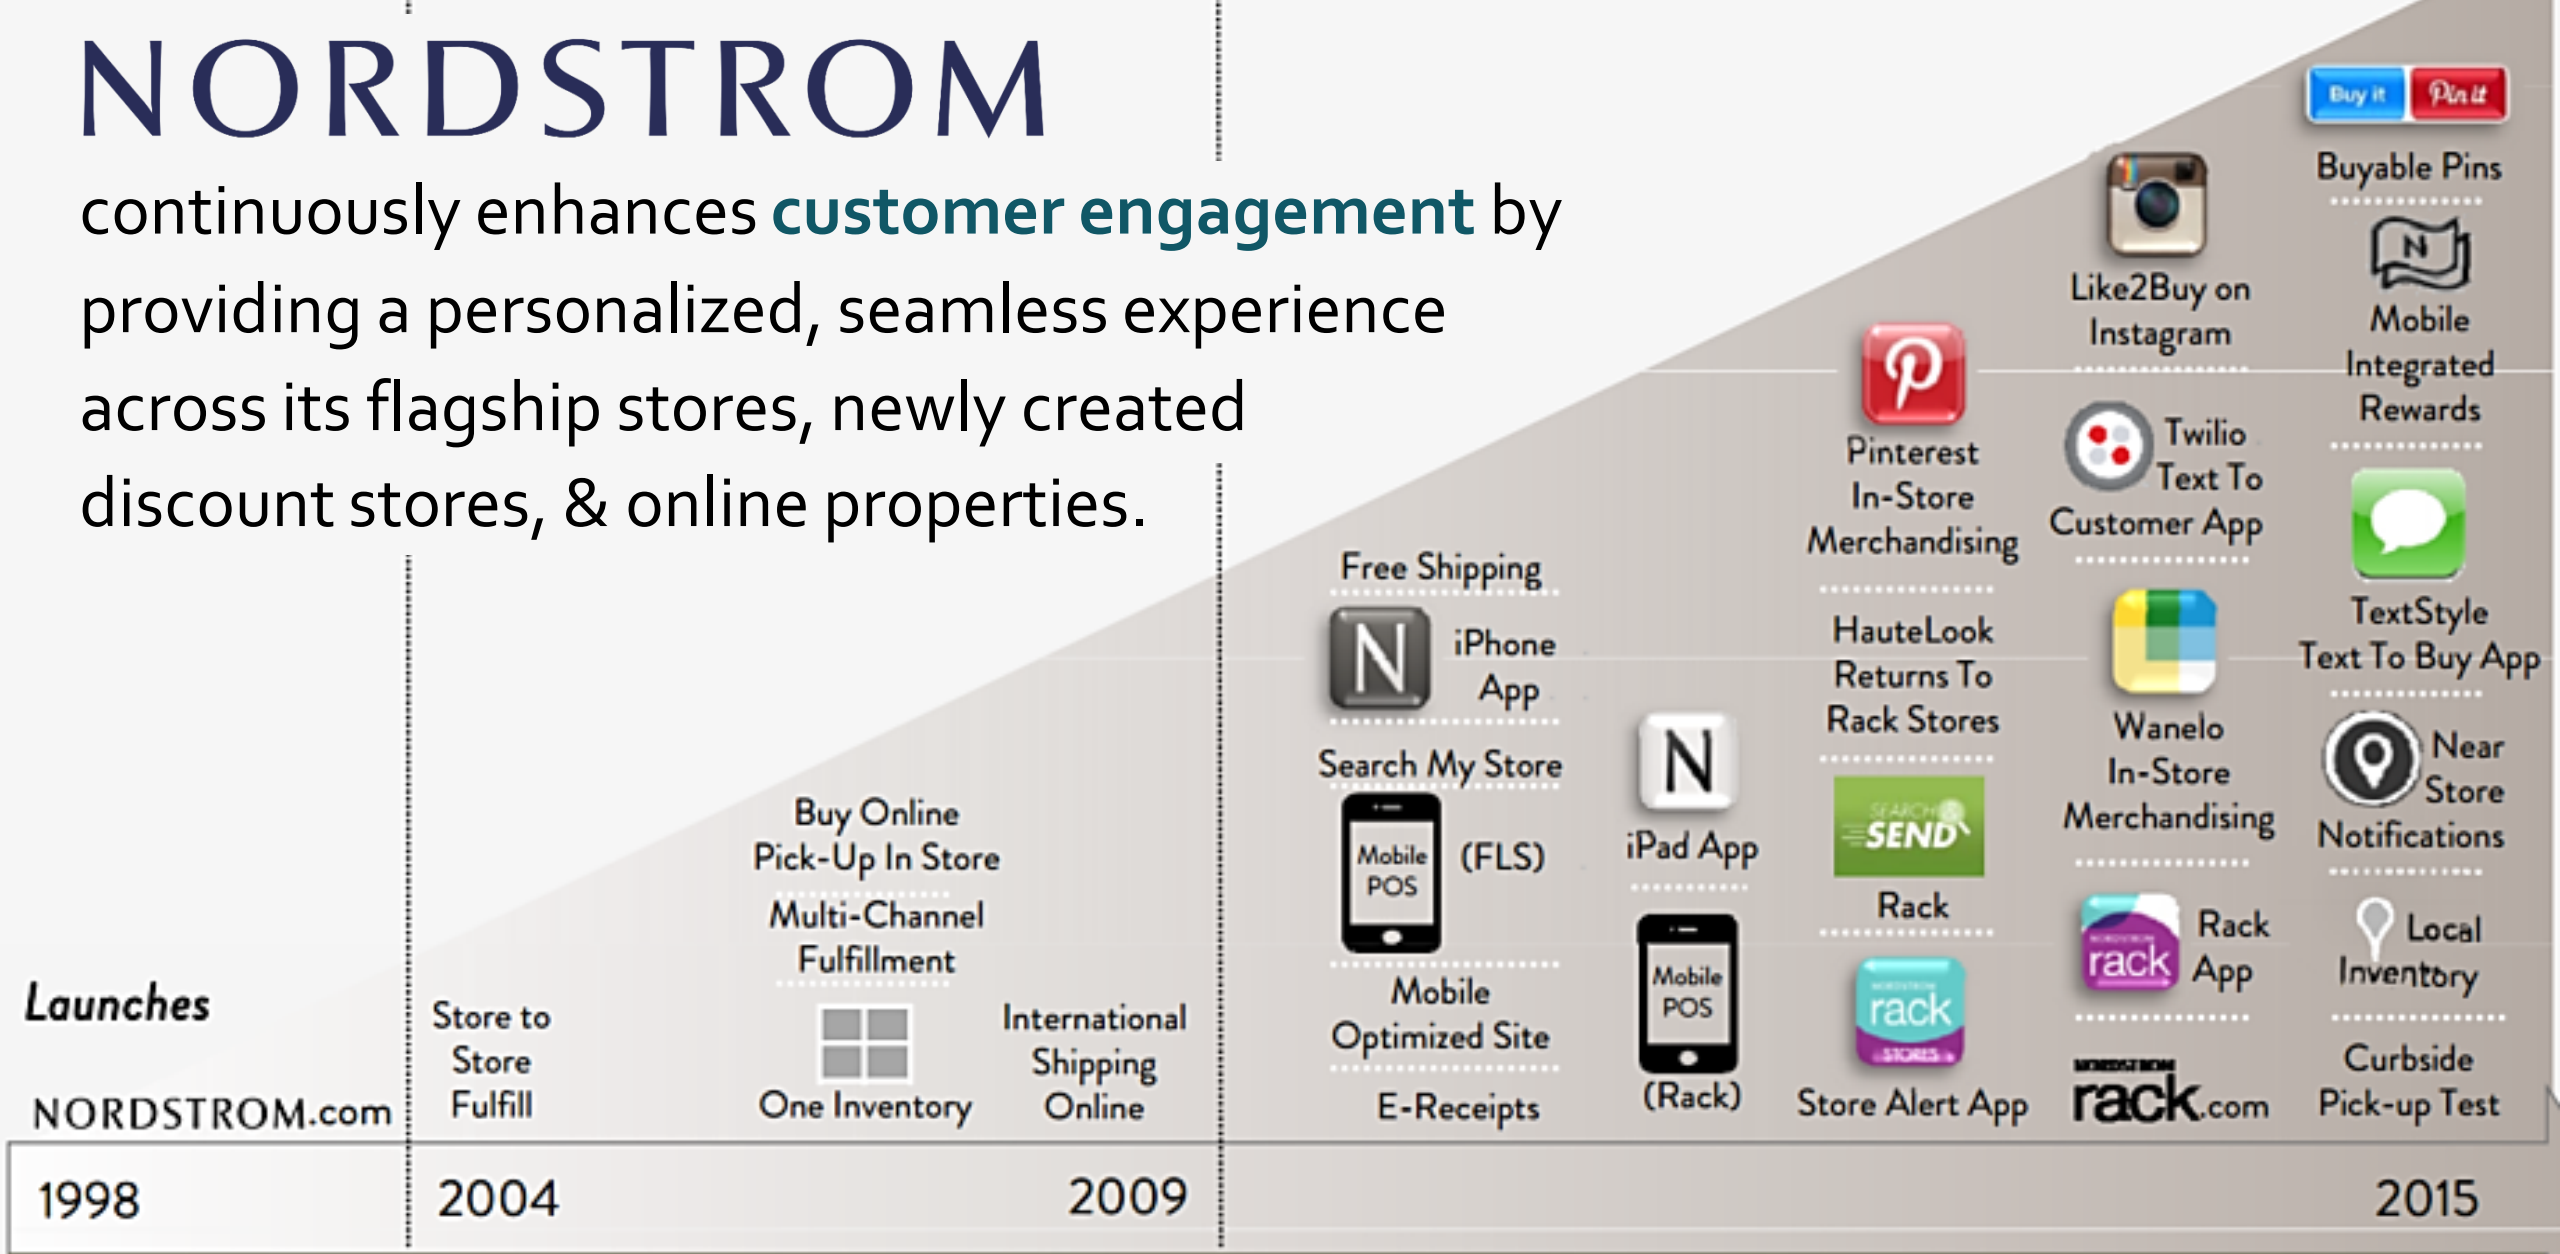 NORDSTROM
continuously enhances customer engagement by
providing a personalized, seamless experience
across its flagship stores, newly created
discount stores, & online properties.
Launches
NORDSTROM.com
Store to
Store
Fulfill
Buy Online
Pick-Up In Store
Multi-Channel
Fulfillment
One Inventory
International
Shipping
Online
Free Shipping
N
iPhone
App
Search My Store
Mobile
POS
(FLS)
Mobile
Optimized Site
E-Receipts
N
iPad App
Mobile
POS
(Rack)
Pinterest
In-Store
Merchandising
HauteLook
Returns To
Rack Stores
SEARCH
SEND
Rack
NORDSTROM
rack
STORES
Store Alert App
Like2Buy on
Instagram
Twilio
Text To
Customer App
Wanelo
In-Store
Merchandising
NORDSTROM
rack
Rack
App
NORDSTROM
rack.com
Buy it
Pin it
Buyable Pins
N
Mobile
Integrated
Rewards
TextStyle
Text To Buy App
Near
Store
Notifications
Local
Inventory
Curbside
Pick-up Test
1998
2004
2009
2015